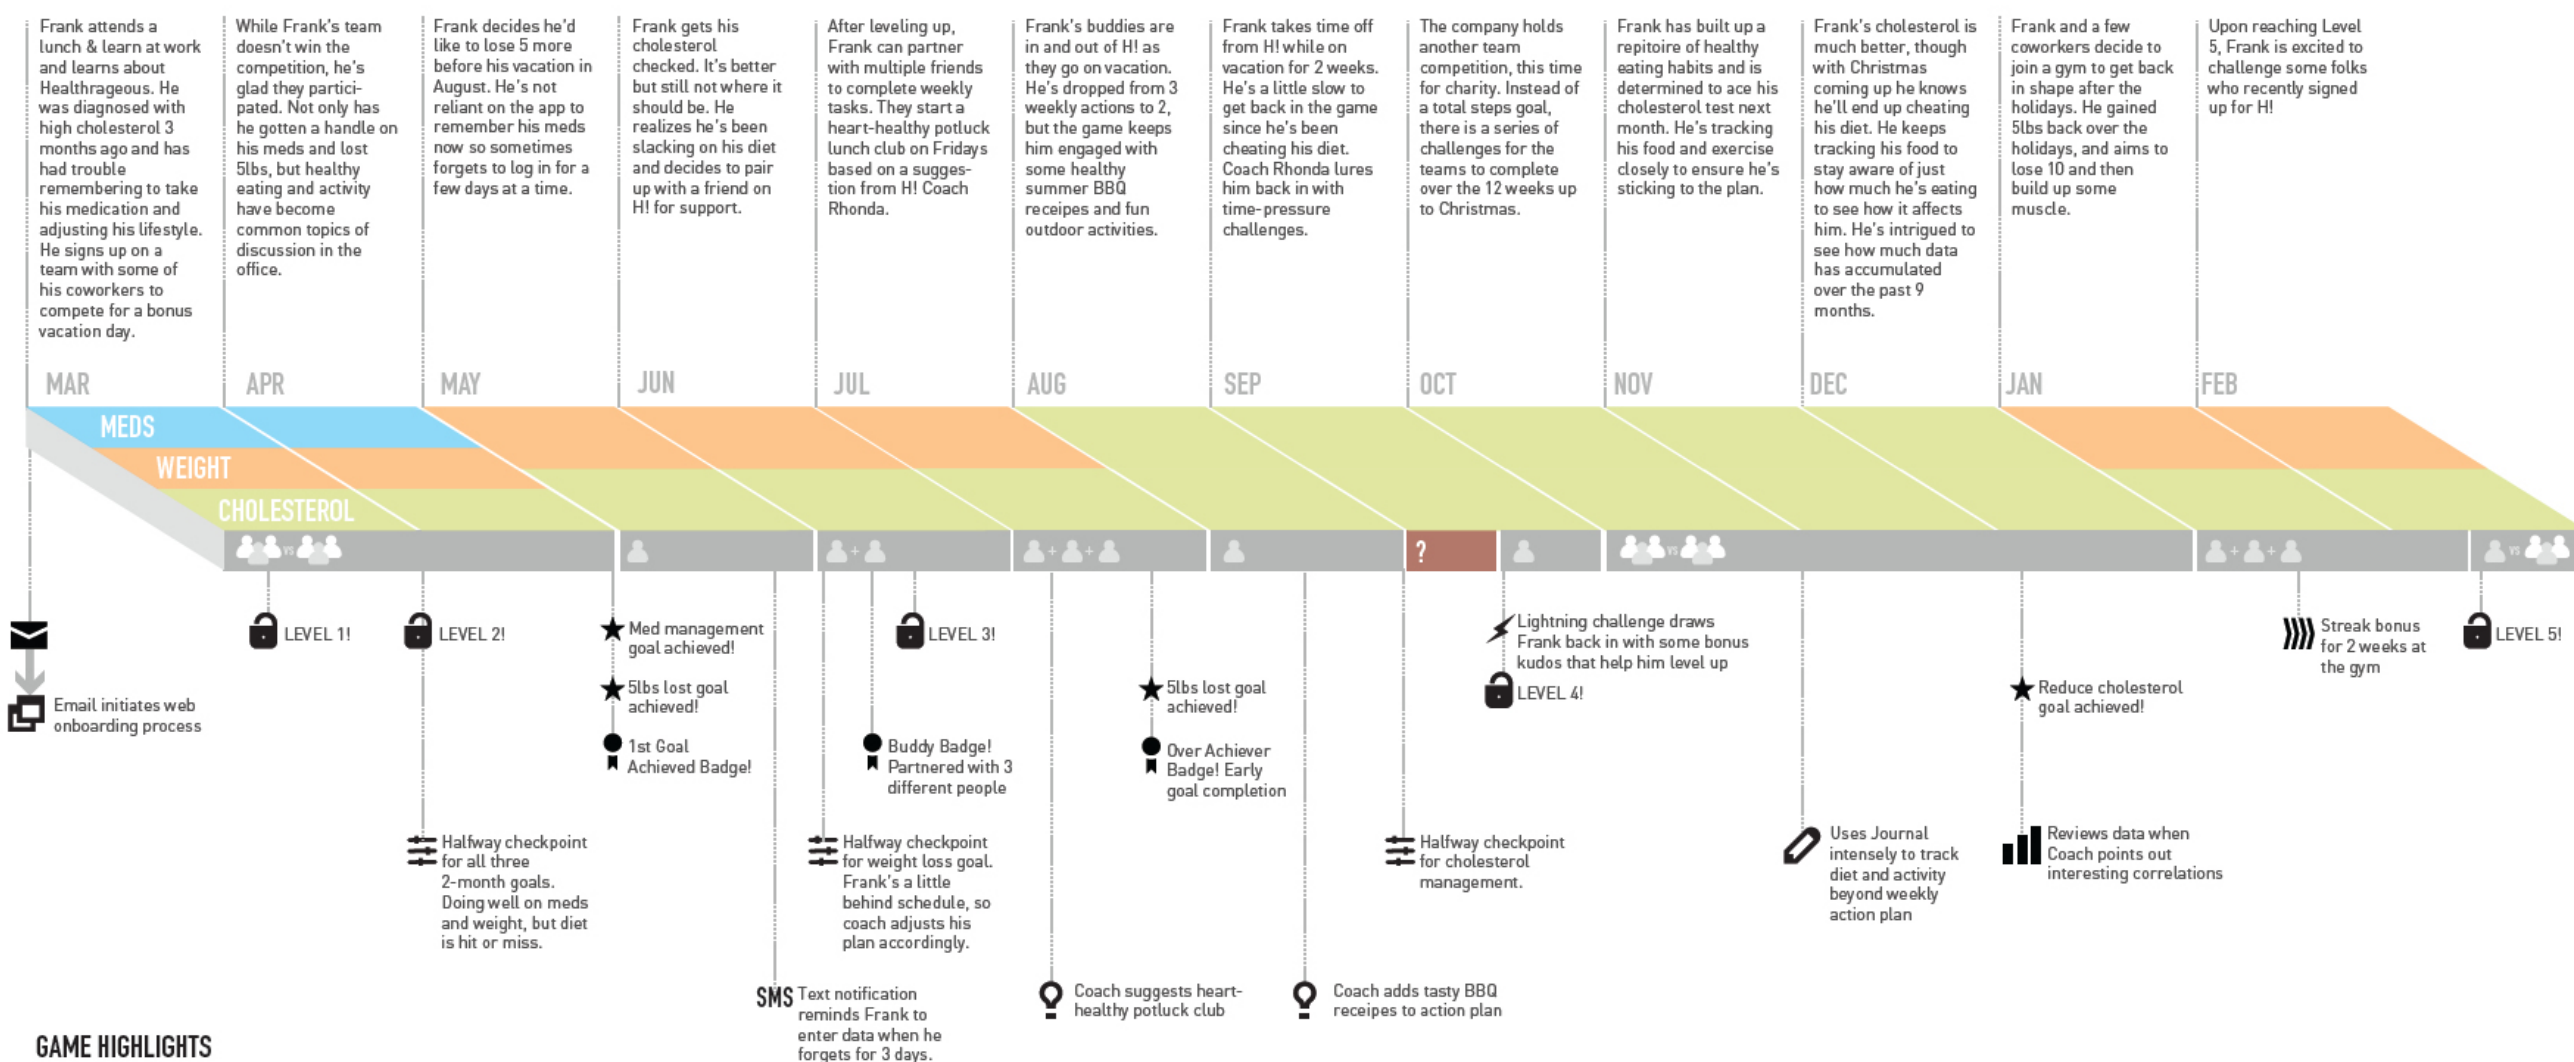 Frank attends a
lunch & learn at work
and learns about
Healthrageous. He
was diagnosed with
high cholesterol 3
months ago and has
had trouble
remembering to take
his medication and
adjusting his lifestyle.
He signs up on a
team with some of
his coworkers to
compete for a bonus
vacation day.
While Frank's team
doesn't win the
competition, he's
glad they partici-
pated. Not only has
he gotten a handle on
his meds and lost
5lbs, but healthy
eating and activity
have become
common topics of
discussion in the
office.
Frank decides he'd
like to lose 5 more
before his vacation in
August. He's not
reliant on the app to
remember his meds
now so sometimes
forgets to log in for a
few days at a time.
Frank gets his
cholesterol
checked. It's better
but still not where it
should be. He
realizes he's been
slacking on his diet
and decides to pair
up with a friend on
H! for support.
After leveling up,
Frank can partner
with multiple friends
to complete weekly
tasks. They start a
heart-healthy potluck
lunch club on Fridays
based on a sugges-
tion from H! Coach
Rhonda.
Frank's buddies are
in and out of H! as
they go on vacation.
He's dropped from 3
weekly actions to 2,
but the game keeps
him engaged with
some healthy
summer BBQ
receipes and fun
outdoor activities.
Frank takes time off
from H! while on
vacation for 2 weeks.
He's a little slow to
get back in the game
since he's been
cheating his diet.
Coach Rhonda lures
him back in with
time-pressure
challenges.
The company holds
another team
competition, this time
for charity. Instead of
a total steps goal,
there is a series of
challenges for the
teams to complete
over the 12 weeks up
to Christmas.
Frank has built up a
repitoire of healthy
eating habits and is
determined to ace his
cholesterol test next
month. He's tracking
his food and exercise
closely to ensure he's
sticking to the plan.
Frank's cholesterol is
much better, though
with Christmas
coming up he knows
he'll end up cheating
his diet. He keeps
tracking his food to
stay aware of just
how much he's eating
to see how it affects
him. He's intrigued to
see how much data
has accumulated
over the past 9
months.
Frank and a few
coworkers decide to
join a gym to get back
in shape after the
holidays. He gained
5lbs back over the
holidays, and aims to
lose 10 and then
build up some
muscle.
Upon reaching Level
5, Frank is excited to
challenge some folks
who recently signed
up for H!
MAR APR MAY JUN JUL AUG SEP OCT NOV DEC JAN FEB
MEDS
WEIGHT
CHOLESTEROL
vs + + + ? vs + + vs
LEVEL 1!
LEVEL 2!
Med management
goal achieved!
LEVEL 3!
Lightning challenge draws
Frank back in with some bonus
kudos that help him level up
Streak bonus
for 2 weeks at
the gym
LEVEL 5!
Email initiates web
onboarding process
5lbs lost goal
achieved!
5lbs lost goal
achieved!
LEVEL 4!
Reduce cholesterol
goal achieved!
1st Goal
Achieved Badge!
Buddy Badge!
Partnered with 3
different people
Over Achiever
Badge! Early
goal completion
Halfway checkpoint
for all three
2-month goals.
Doing well on meds
and weight, but diet
is hit or miss.
Halfway checkpoint
for weight loss goal.
Frank's a little
behind schedule, so
coach adjusts his
plan accordingly.
Halfway checkpoint
for cholesterol
management.
Uses Journal
intensely to track
diet and activity
beyond weekly
action plan
Reviews data when
Coach points out
interesting correlations
SMS Text notification
reminds Frank to
enter data when he
forgets for 3 days.
Coach suggests heart-
healthy potluck club
Coach adds tasty BBQ
receipes to action plan
GAME HIGHLIGHTS